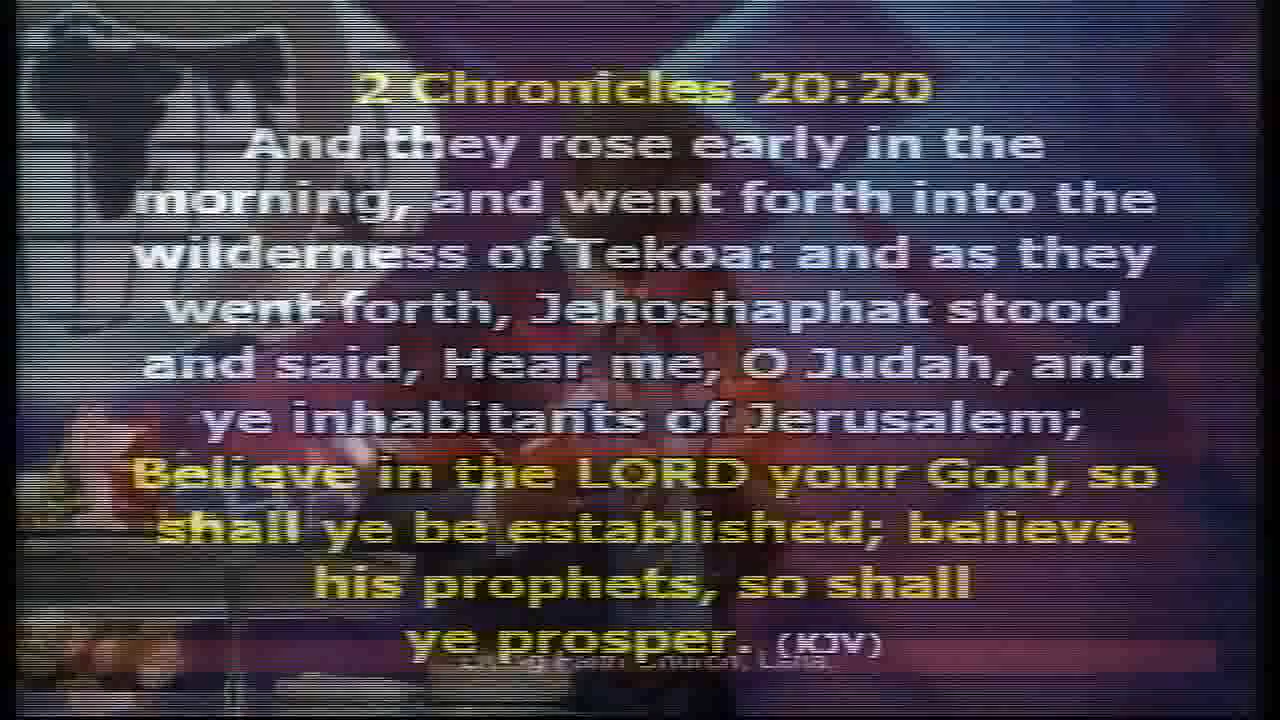 2 Chronicles 20:20
And they rose early in the
morning, and went forth into the
wilderness of Tekoa: and as they
went forth, Jehoshaphat stood
and said, Hear me, O Judah, and
ye inhabitants of Jerusalem;
Believe in the LORD your God, so
shall ye be established; believe
his prophets, so shall
ye prosper. (KJV)
Church,